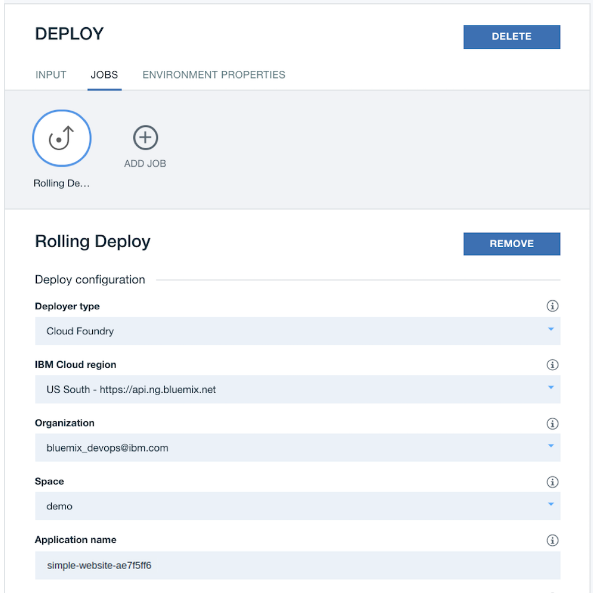 DEPLOY
DELETE
INPUT JOBS ENVIRONMENT PROPERTIES
Rolling De...
ADD JOB
Rolling Deploy
REMOVE
Deploy configuration
Deployer type
Cloud Foundry
IBM Cloud region
US South - https://api.ng.bluemix.net
Organization
bluemix_devops@ibm.com
Space
demo
Application name
simple-website-ae7f5ff6